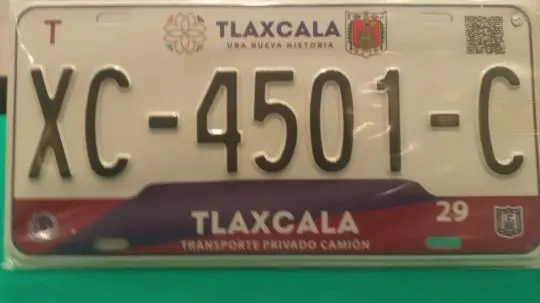 T
TLAXCALA
UNA NUEVA HISTORIA
XC-4501-C
TLAXCALA
29
TRANSPORTE PRIVADO CAMIÓN